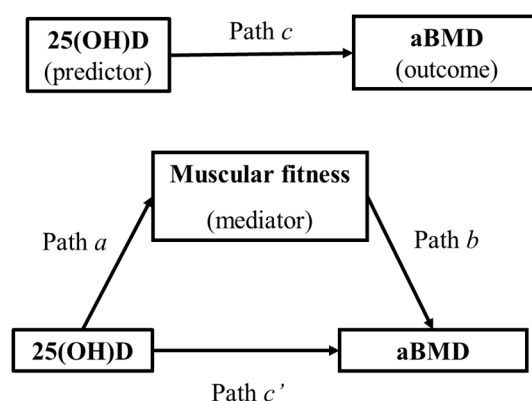 25(OH)D
(predictor)
Path c
aBMD
(outcome)
Muscular fitness
(mediator)
Path a
Path b
25(OH)D
aBMD
Path c’